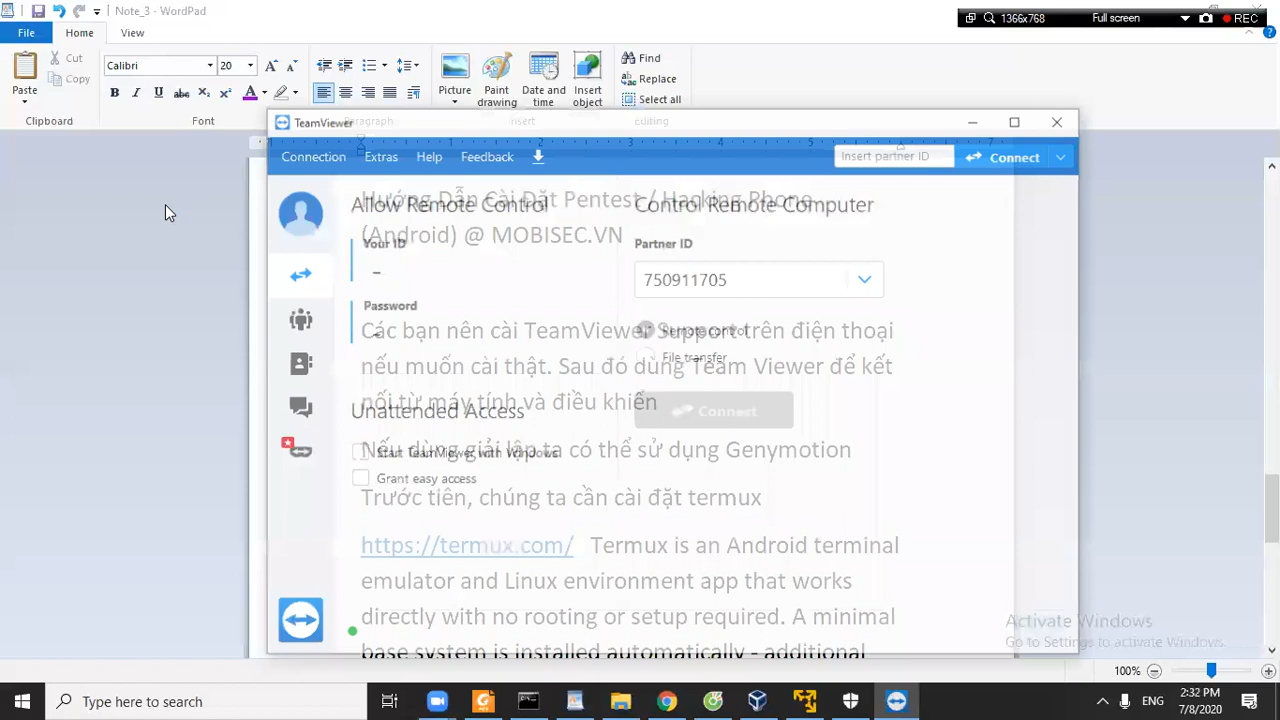 Note_3 - WordPad
1366x768 Full screen REC
File Home View
Cut
Calibri 20
Find
Paste Copy
Picture Paint drawing Date and time Insert object
Replace
Select all
Clipboard Font Paragraph Insert Editing
TeamViewer
2 5 7
Connection Extras Help Feedback Insert partner ID Connect
Allow Remote Control Control Remote Computer
Hướng Dẫn Cài Đặt Pentest / Hacking Phone
(Android) @ MOBISEC.VN
Your ID Partner ID
–
750911705
Password
–
Remote control
Các bạn nên cài TeamViewer Support trên điện thoại
File transfer
nếu muốn cài thật. Sau đó dùng Team Viewer để kết
nối từ máy tính và điều khiển
Unattended Access Connect
Start TeamViewer with Windows
Nếu dùng giải lập ta có thể sử dụng Genymotion
Grant easy access
Trước tiên, chúng ta cần cài đặt termux
https://termux.com/ Termux is an Android terminal
emulator and Linux environment app that works
directly with no rooting or setup required. A minimal
base system is installed automatically - additional
Activate Windows
Go to Settings to activate Windows.
100%
Type here to search
ENG
2:32 PM
7/8/2020